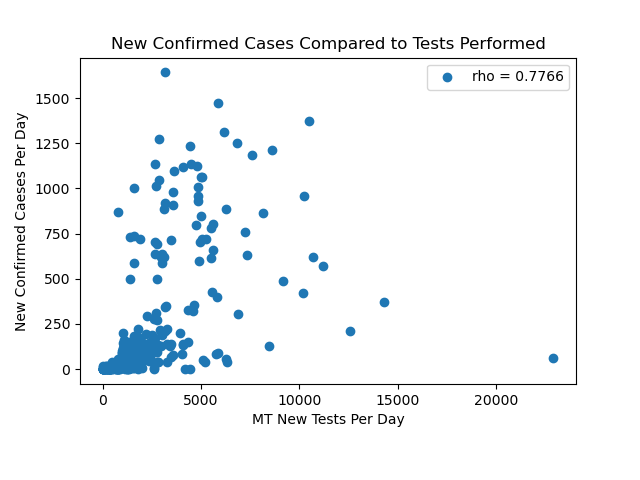 New Confirmed Cases Compared to Tests Performed
rho = 0.7766
1500
1250
1000
750
500
250
0
New Confirmed Caeses Per Day
0 5000 10000 15000 20000
MT New Tests Per Day